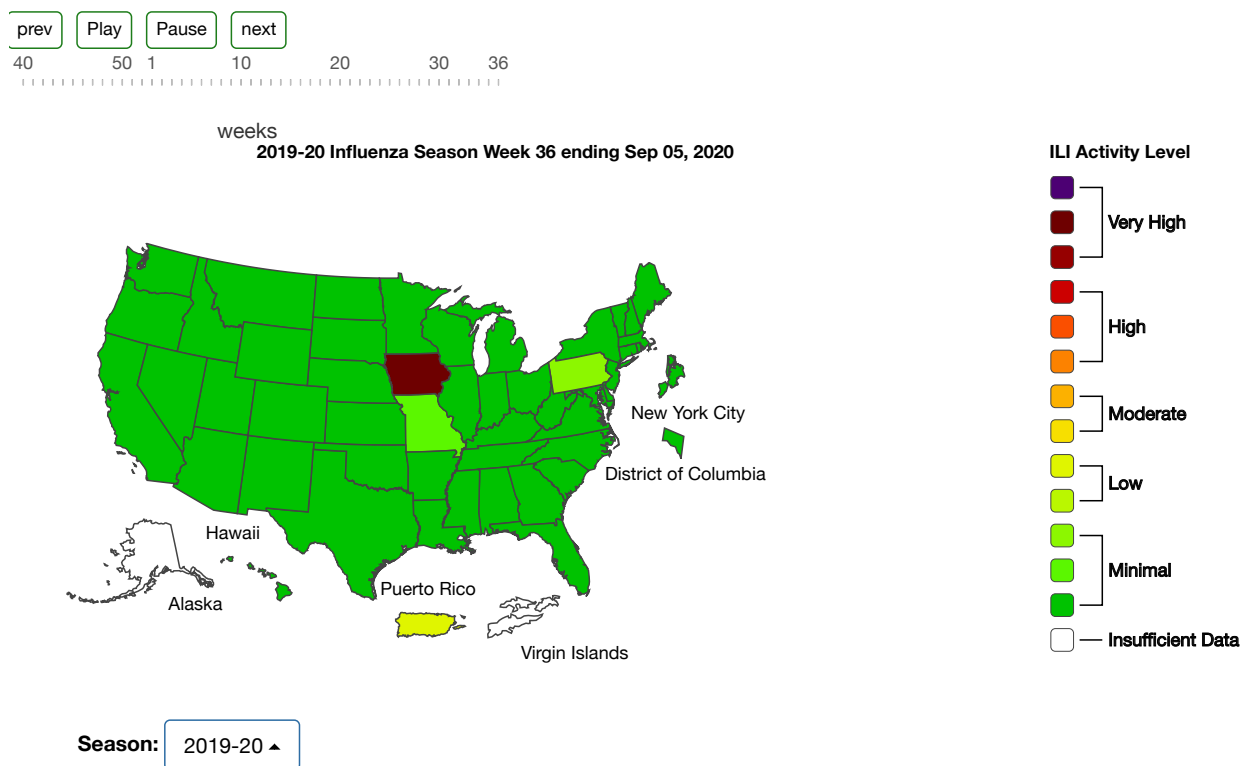 prev Play Pause next
40 50 1 10 20 30 36
weeks
2019-20 Influenza Season Week 36 ending Sep 05, 2020
ILI Activity Level
Very High
High
Moderate
Low
Minimal
Insufficient Data
New York City
District of Columbia
Hawaii
Alaska
Puerto Rico
Virgin Islands
Season: 2019-20